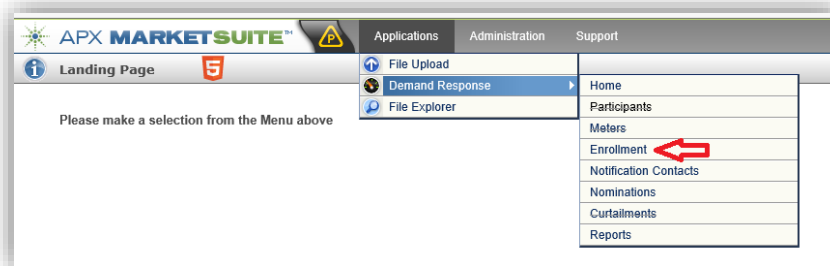 APX MARKETSUITE™ P Applications Administration Support
Landing Page 5 File Upload
Demand Response Home
File Explorer Participants
Please make a selection from the Menu above Meters
Enrollment
Notification Contacts
Nominations
Curtailments
Reports